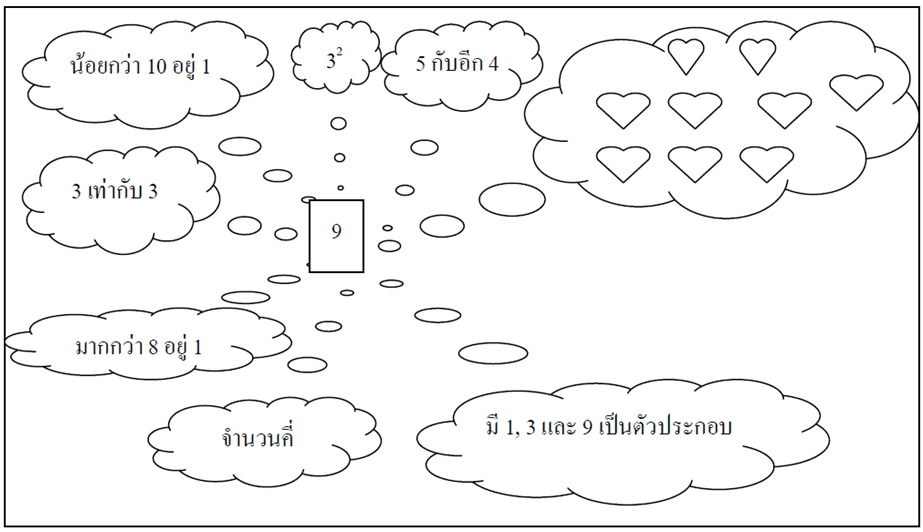 น้อยกว่า 10 อยู่ 1
3²
5 กับอีก 4
3 เท่ากับ 3
9
มากกว่า 8 อยู่ 1
จำนวนคี่
มี 1, 3 และ 9 เป็นตัวประกอบ